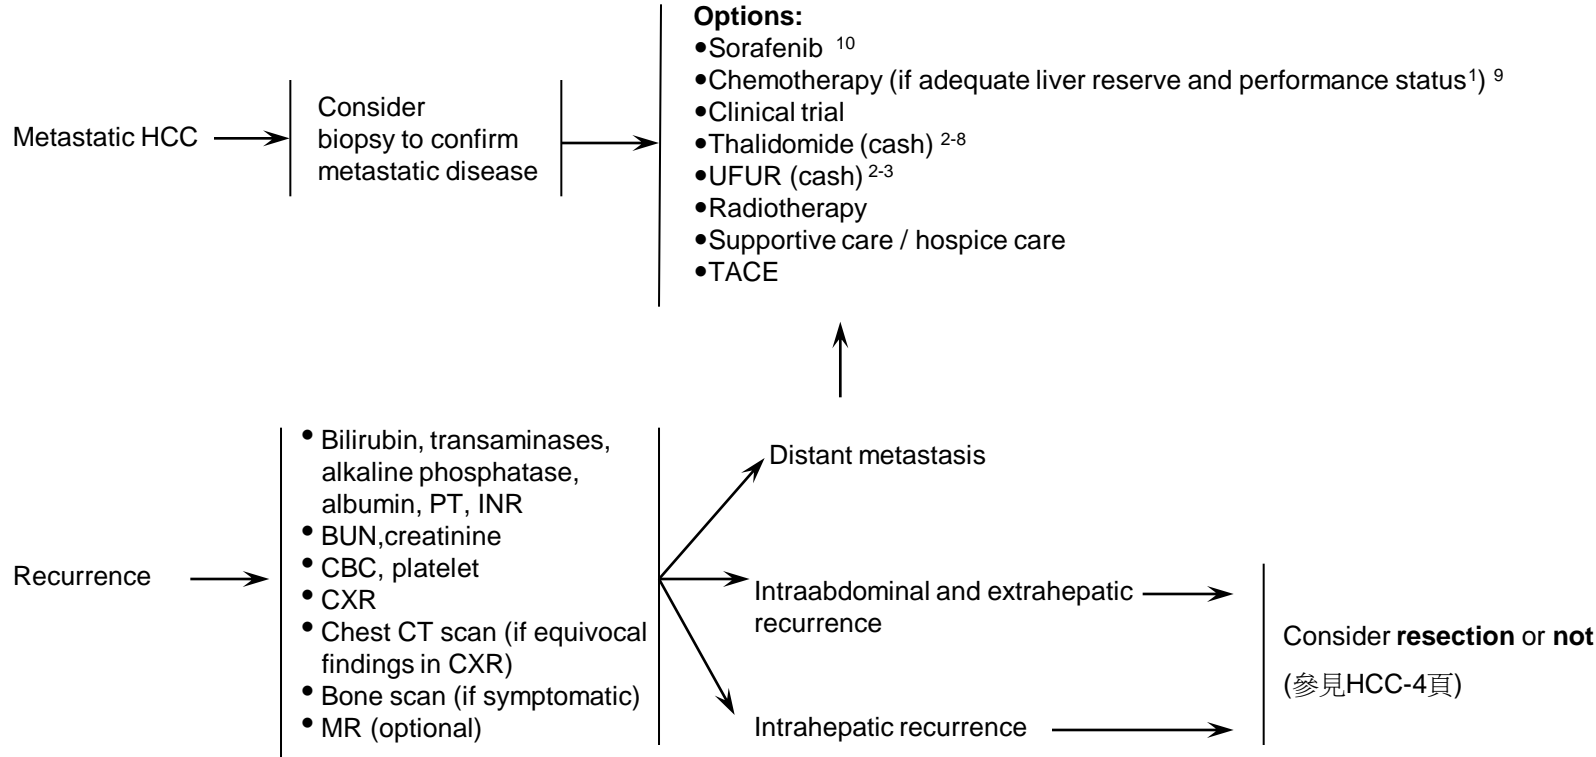 Metastatic HCC
Consider
biopsy to confirm
metastatic disease
Options:
●Sorafenib 10
●Chemotherapy (if adequate liver reserve and performance status1) 9
●Clinical trial
●Thalidomide (cash) 2-8
●UFUR (cash) 2-3
●Radiotherapy
●Supportive care / hospice care
●TACE
Recurrence
● Bilirubin, transaminases,
alkaline phosphatase,
albumin, PT, INR
● BUN,creatinine
● CBC, platelet
● CXR
● Chest CT scan (if equivocal
findings in CXR)
● Bone scan (if symptomatic)
● MR (optional)
Distant metastasis
Intraabdominal and extrahepatic
recurrence
Intrahepatic recurrence
Consider resection or not
(參見HCC-4頁)